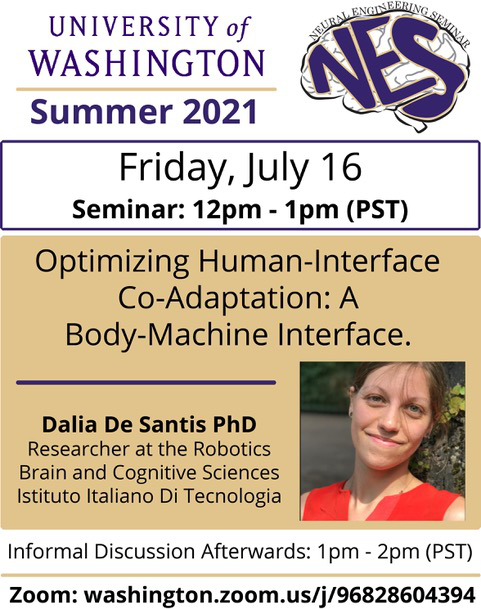 UNIVERSITY of
WASHINGTON
Summer 2021
NEURAL ENGINEERING SEMINAR
NES
Friday, July 16
Seminar: 12pm - 1pm (PST)
Optimizing Human-Interface
Co-Adaptation: A
Body-Machine Interface.
Dalia De Santis PhD
Researcher at the Robotics
Brain and Cognitive Sciences
Istituto Italiano Di Tecnologia
Informal Discussion Afterwards: 1pm - 2pm (PST)
Zoom: washington.zoom.us/j/96828604394